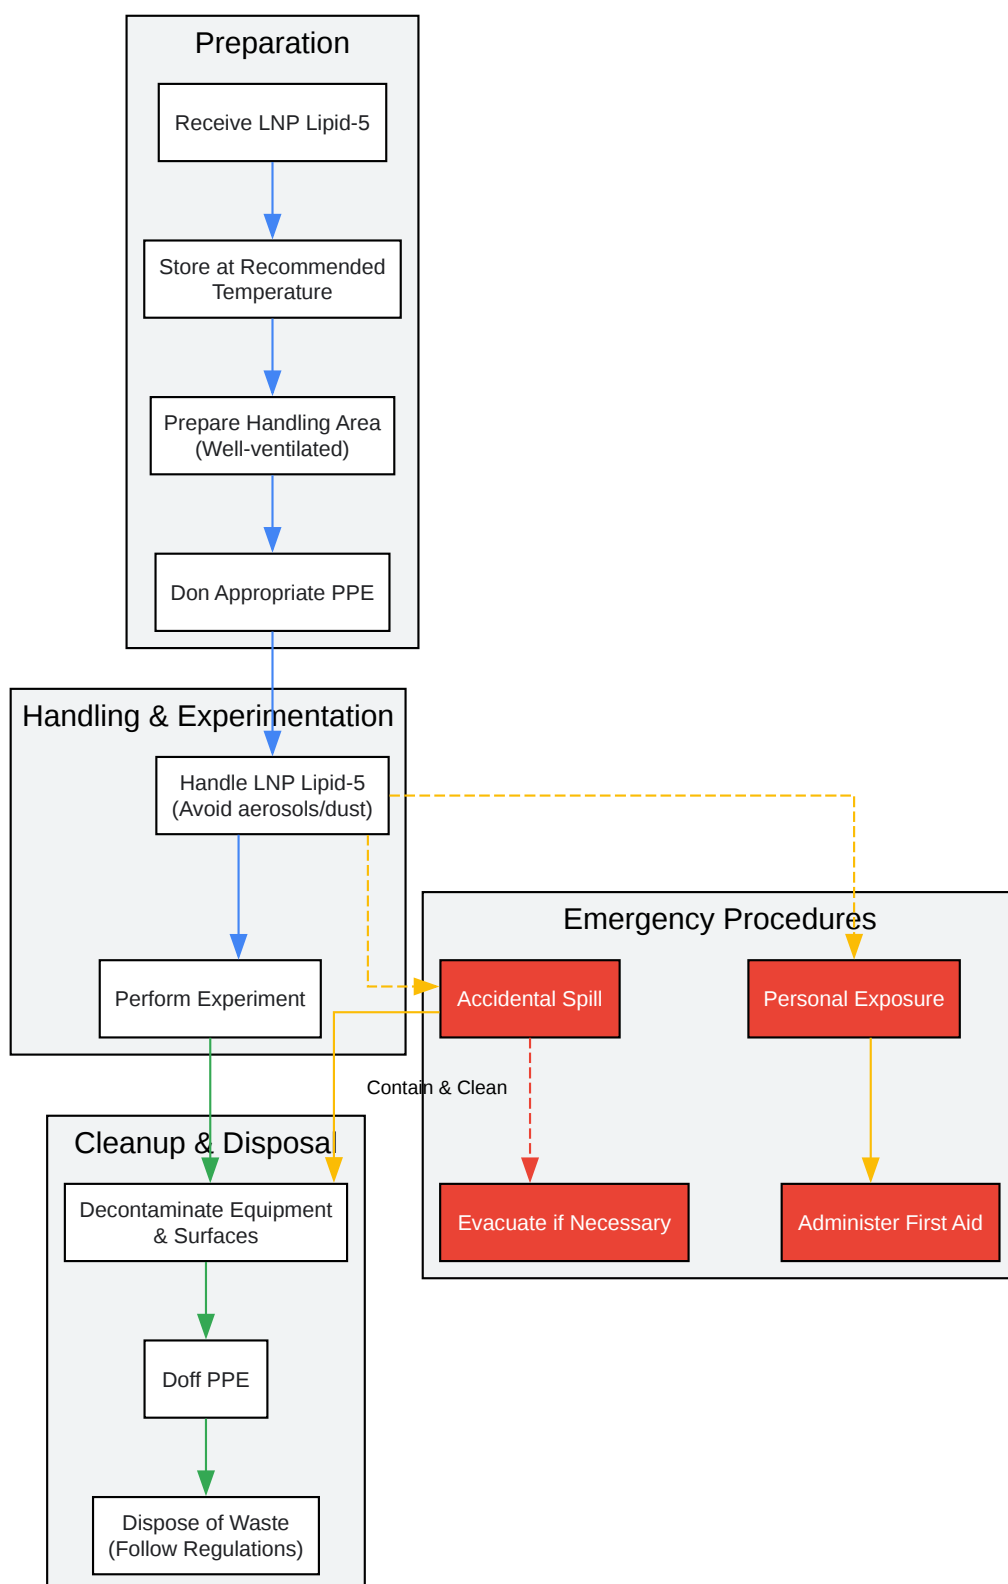 Preparation
Receive LNP Lipid-5
Store at Recommended
Temperature
Prepare Handling Area
(Well-ventilated)
Don Appropriate PPE
Handling & Experimentation
Handle LNP Lipid-5
(Avoid aerosols/dust)
Perform Experiment
Emergency Procedures
Accidental Spill
Personal Exposure
Contain & Clean
Evacuate if Necessary
Administer First Aid
Cleanup & Disposal
Decontaminate Equipment
& Surfaces
Doff PPE
Dispose of Waste
(Follow Regulations)